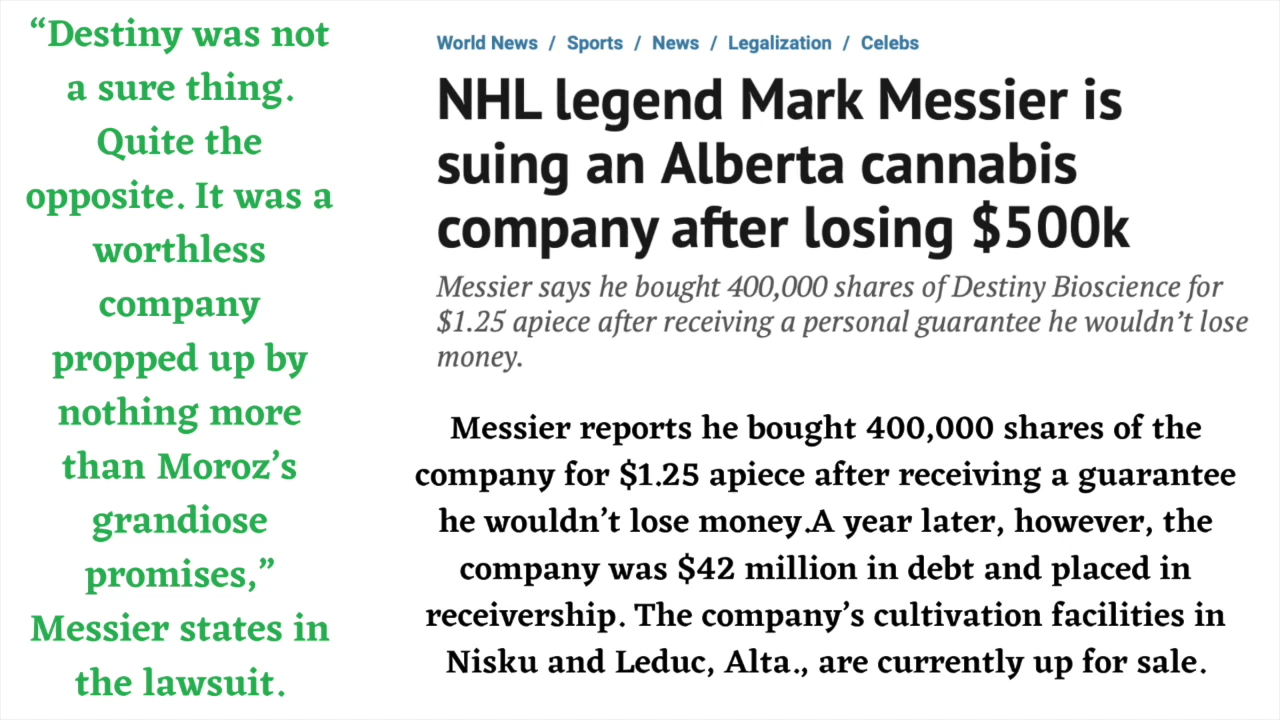 “Destiny was not
a sure thing.
Quite the
opposite. It was a
worthless
company
propped up by
nothing more
than Moroz’s
grandiose
promises,”
Messier states in
the lawsuit.
World News / Sports / News / Legalization / Celebs
NHL legend Mark Messier is
suing an Alberta cannabis
company after losing $500k
Messier says he bought 400,000 shares of Destiny Bioscience for
$1.25 apiece after receiving a personal guarantee he wouldn’t lose
money.
Messier reports he bought 400,000 shares of the
company for $1.25 apiece after receiving a guarantee
he wouldn’t lose money.A year later, however, the
company was $42 million in debt and placed in
receivership. The company’s cultivation facilities in
Nisku and Leduc, Alta., are currently up for sale.